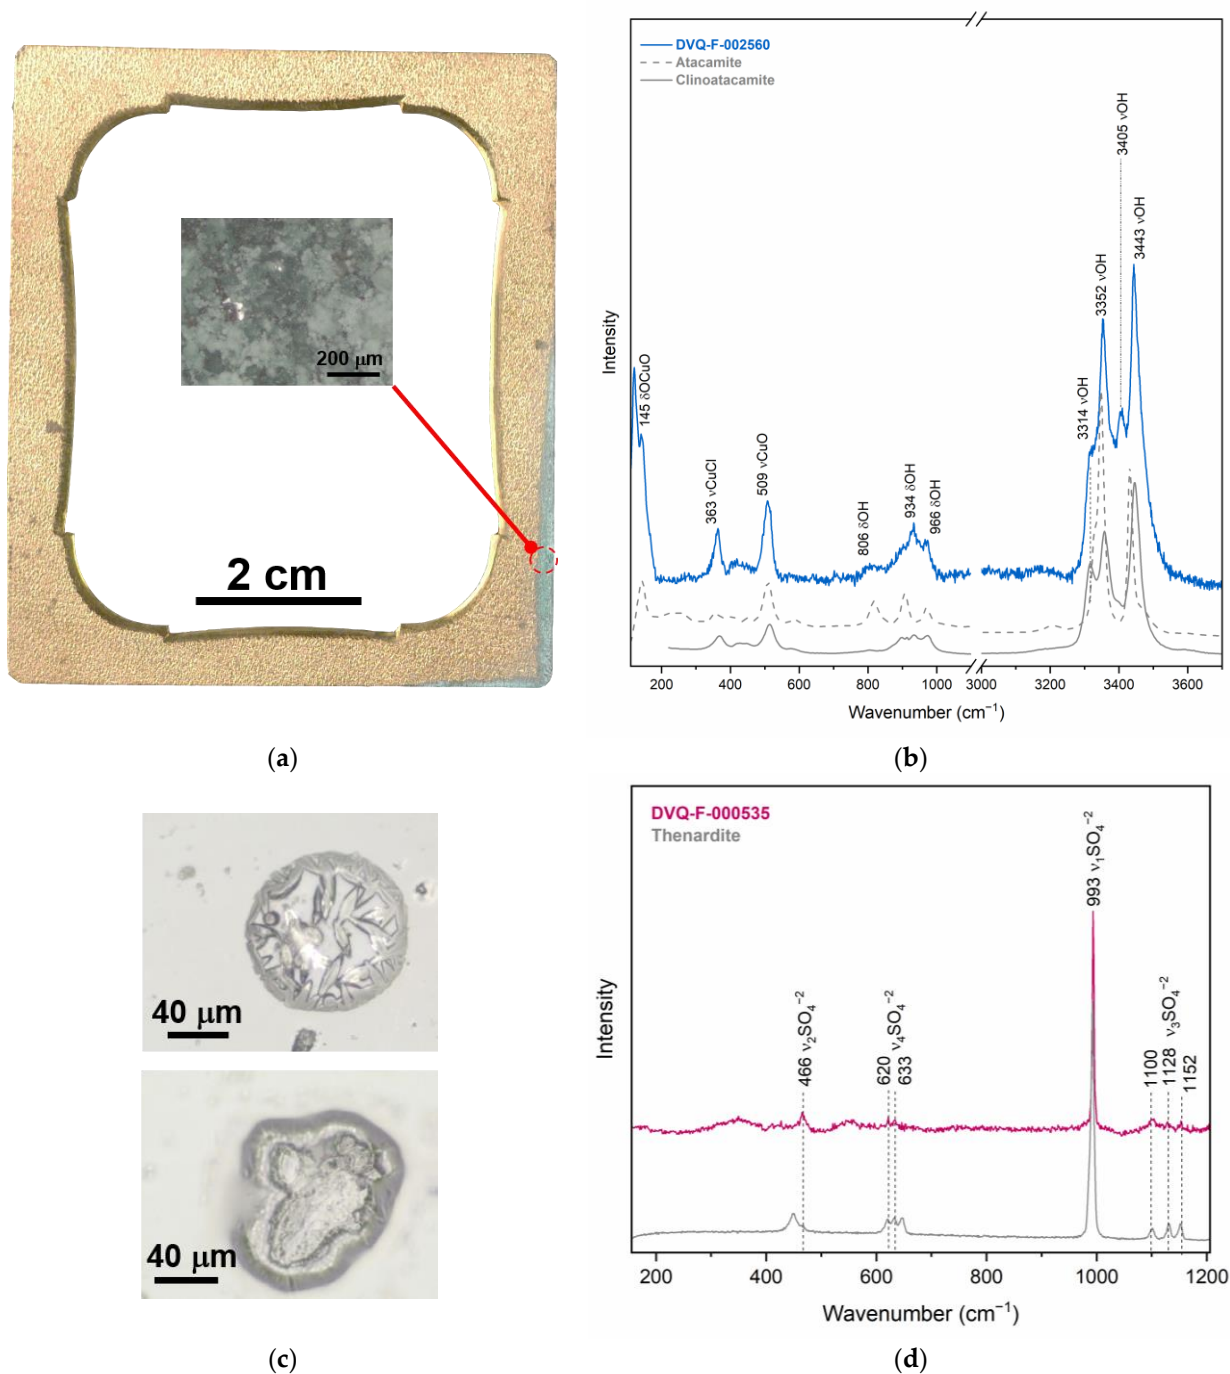 200 μm
2 cm
(a)
DVQ-F-002560
Atacamite
Clinoatacamite
Intensity
145 δOCuO
363 νCuCl
509 νCuO
806 δOH
934 δOH
966 δOH
3314 νOH
3352 νOH
3405 νOH
3443 νOH
200 400 600 800 1000 3000 3200 3400 3600
Wavenumber (cm⁻¹)
(b)
40 μm
40 μm
(c)
DVQ-F-000535
Thenardite
Intensity
466 ν₂SO₄⁻²
620
ν₄SO₄⁻²
633
993 ν₁SO₄⁻²
1100
1128 ν₃SO₄⁻²
1152
200 400 600 800 1000 1200
Wavenumber (cm⁻¹)
(d)